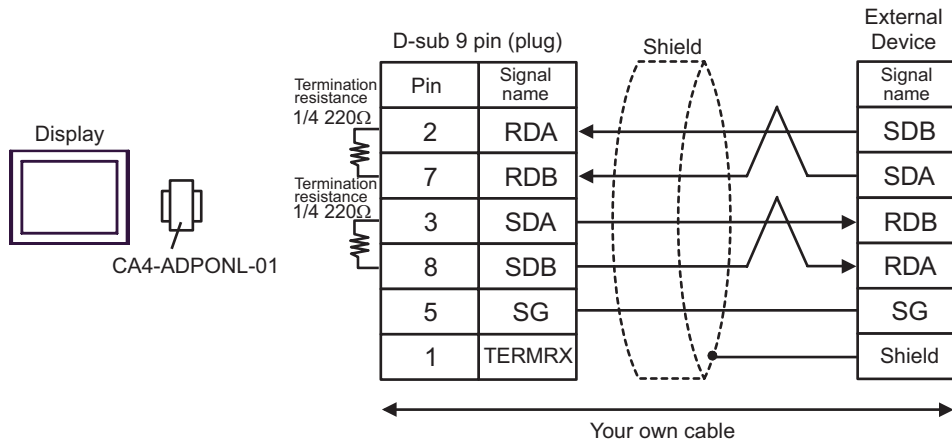 External
Device
D-sub 9 pin (plug)
Shield
Termination
resistance
1/4 220Ω
Pin
Signal
name
Signal
name
Display
2 RDA SDB
7 RDB SDA
Termination
resistance
1/4 220Ω
3 SDA RDB
8 SDB RDA
CA4-ADPONL-01
5 SG SG
1 TERMRX Shield
Your own cable